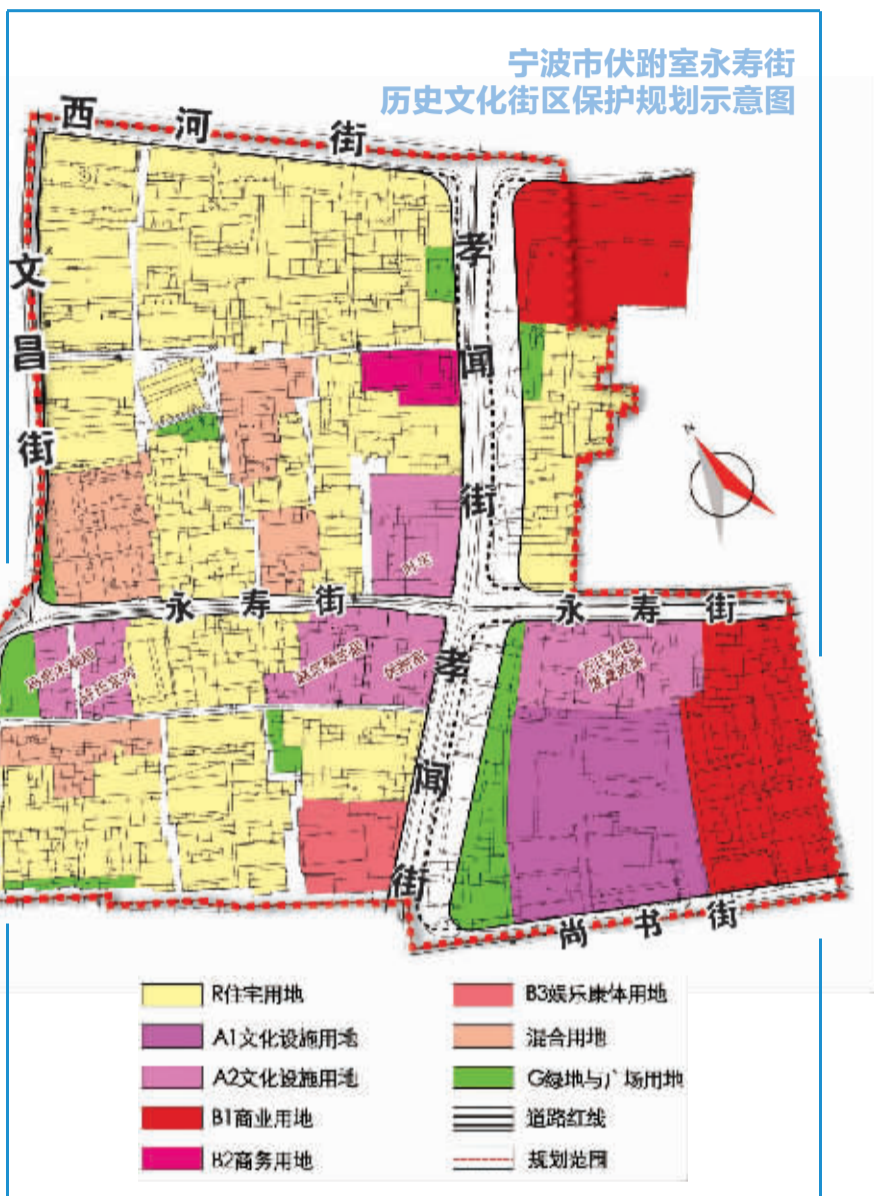 宁波市伏跗室永寿街
历史文化街区保护规划示意图
西河街
文昌街
孝闻街
永寿街
永寿街
孝闻街
尚书街
N
R住宅用地
A1文化设施用地
A2文化设施用地
B1商业用地
B2商务用地
B3娱乐康体用地
混合用地
G绿地与广场用地
道路红线
规划范围